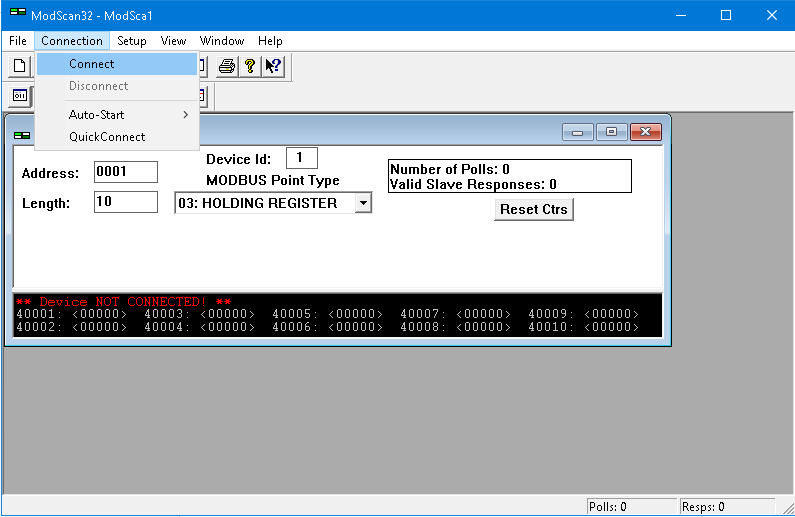 ModScan32 - ModSca1
File Connection Setup View Window Help
Connect
Disconnect
Auto-Start
QuickConnect
Address: 0001
Device Id: 1
MODBUS Point Type
Length: 10
03: HOLDING REGISTER
Number of Polls: 0
Valid Slave Responses: 0
Reset Ctrs
** Device NOT CONNECTED! **
40001: <00000> 40003: <00000> 40005: <00000> 40007: <00000> 40009: <00000>
40002: <00000> 40004: <00000> 40006: <00000> 40008: <00000> 40010: <00000>
Polls: 0 Resps: 0